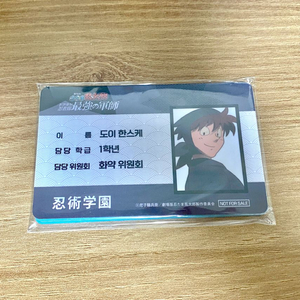 最強の軍師
이 름 도이 한스케
담당 학급 1학년
담당 위원회 화약 위원회
忍術学園
NOT FOR SALE